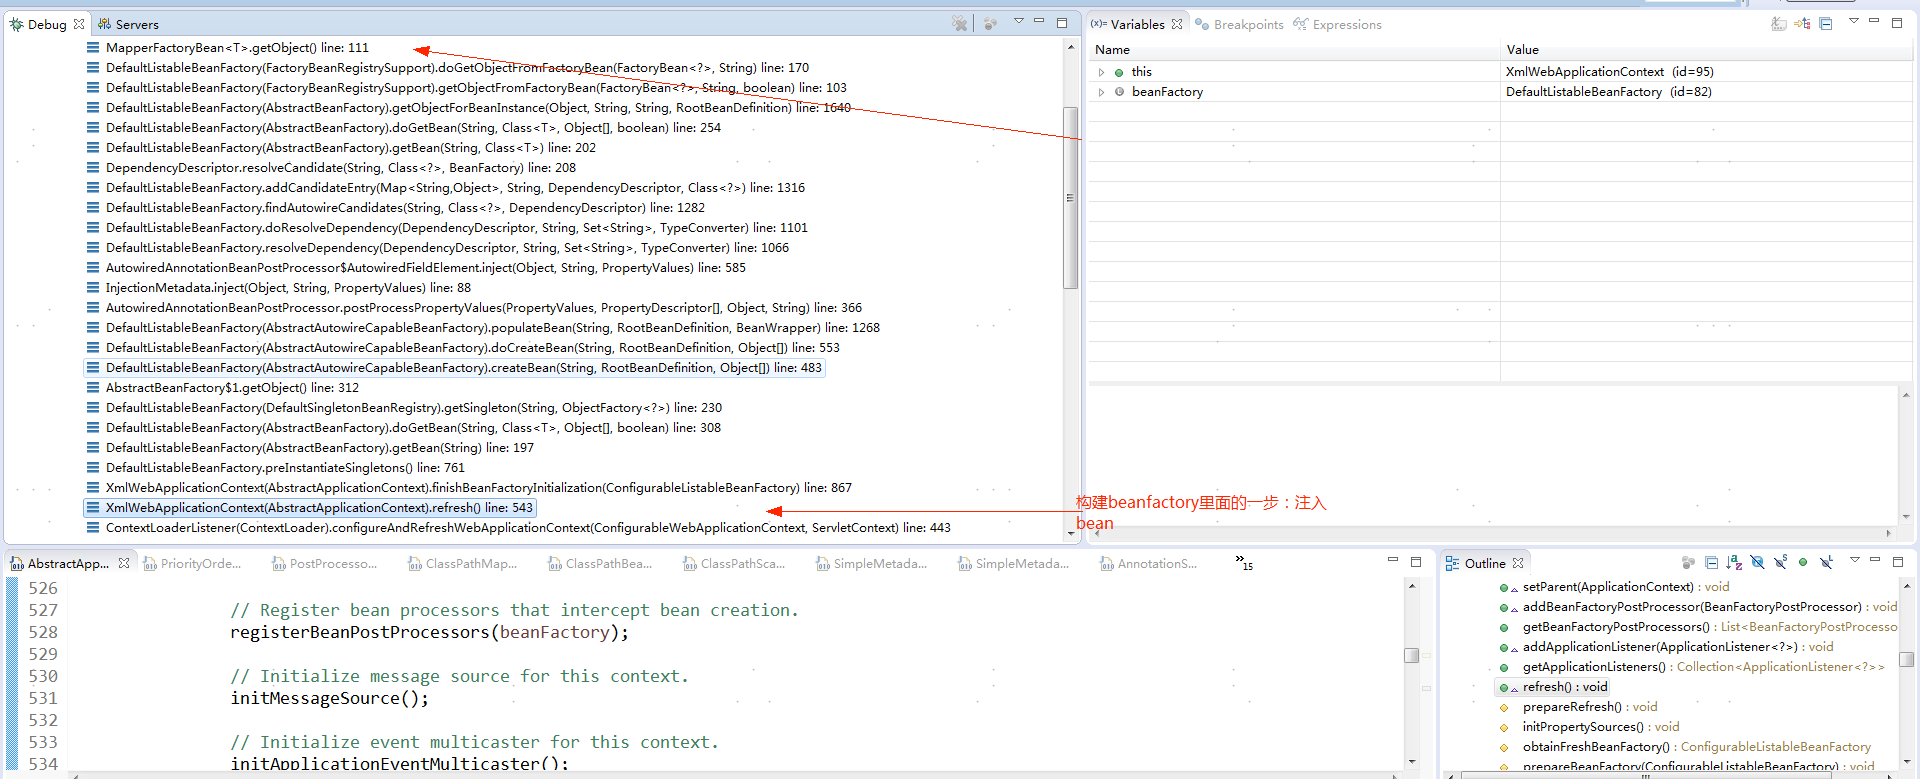 Debug
Servers
MapperFactoryBean<T>.getObject() line: 111
DefaultListableBeanFactory(FactoryBeanRegistrySupport).doGetObjectFromFactoryBean(FactoryBean<?>, String) line: 170
DefaultListableBeanFactory(FactoryBeanRegistrySupport).getObjectFromFactoryBean(FactoryBean<?>, String, boolean) line: 103
DefaultListableBeanFactory(AbstractBeanFactory).getObjectForBeanInstance(Object, String, String, RootBeanDefinition) line: 1640
DefaultListableBeanFactory(AbstractBeanFactory).doGetBean(String, Class<T>, Object[], boolean) line: 254
DefaultListableBeanFactory(AbstractBeanFactory).getBean(String, Class<T>) line: 202
DependencyDescriptor.resolveCandidate(String, Class<?>, BeanFactory) line: 208
DefaultListableBeanFactory.addCandidateEntry(Map<String,Object>, String, DependencyDescriptor, Class<?>) line: 1316
DefaultListableBeanFactory.findAutowireCandidates(String, Class<?>, DependencyDescriptor) line: 1282
DefaultListableBeanFactory.doResolveDependency(DependencyDescriptor, String, Set<String>, TypeConverter) line: 1101
DefaultListableBeanFactory.resolveDependency(DependencyDescriptor, String, Set<String>, TypeConverter) line: 1066
AutowiredAnnotationBeanPostProcessor$AutowiredFieldElement.inject(Object, String, PropertyValues) line: 585
InjectionMetadata.inject(Object, String, PropertyValues) line: 88
AutowiredAnnotationBeanPostProcessor.postProcessPropertyValues(PropertyValues, PropertyDescriptor[], Object, String) line: 366
DefaultListableBeanFactory(AbstractAutowireCapableBeanFactory).populateBean(String, RootBeanDefinition, BeanWrapper) line: 1268
DefaultListableBeanFactory(AbstractAutowireCapableBeanFactory).doCreateBean(String, RootBeanDefinition, Object[]) line: 553
DefaultListableBeanFactory(AbstractAutowireCapableBeanFactory).createBean(String, RootBeanDefinition, Object[]) line: 483
AbstractBeanFactory$1.getObject() line: 312
DefaultListableBeanFactory(DefaultSingletonBeanRegistry).getSingleton(String, ObjectFactory<?>) line: 230
DefaultListableBeanFactory(AbstractBeanFactory).doGetBean(String, Class<T>, Object[], boolean) line: 308
DefaultListableBeanFactory(AbstractBeanFactory).getBean(String) line: 197
DefaultListableBeanFactory.preInstantiateSingletons() line: 761
XmlWebApplicationContext(AbstractApplicationContext).finishBeanFactoryInitialization(ConfigurableListableBeanFactory) line: 867
XmlWebApplicationContext(AbstractApplicationContext).refresh() line: 543
ContextLoaderListener(ContextLoader).configureAndRefreshWebApplicationContext(ConfigurableWebApplicationContext, ServletContext) line: 443
(x)= Variables
Breakpoints
Expressions
Name Value
this XmlWebApplicationContext (id=95)
beanFactory DefaultListableBeanFactory (id=82)
构建beanfactory里面的一步：注入
bean
AbstractApp...
PriorityOrde...
PostProcesso...
ClassPathMap...
ClassPathBea...
ClassPathSca...
SimpleMetada...
SimpleMetada...
AnnotationS...
»15
526
527 // Register bean processors that intercept bean creation.
528 registerBeanPostProcessors(beanFactory);
529
530 // Initialize message source for this context.
531 initMessageSource();
532
533 // Initialize event multicaster for this context.
534 initApplicationEventMulticaster();
Outline
setParent(ApplicationContext) : void
addBeanFactoryPostProcessor(BeanFactoryPostProcessor) : void
getBeanFactoryPostProcessors() : List<BeanFactoryPostProcesso
addApplicationListener(ApplicationListener<?>) : void
getApplicationListeners() : Collection<ApplicationListener<?>>
refresh() : void
prepareRefresh() : void
initPropertySources() : void
obtainFreshBeanFactory() : ConfigurableListableBeanFactory
prepareBeanFactory(ConfigurableListableBeanFactory) : void